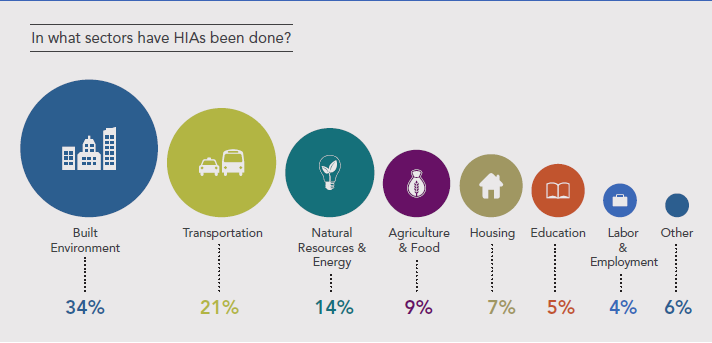 In what sectors have HIAs been done?
Built
Environment
34%
Transportation
21%
Natural
Resources &
Energy
14%
Agriculture
& Food
9%
Housing
7%
Education
5%
Labor
&
Employment
4%
Other
6%